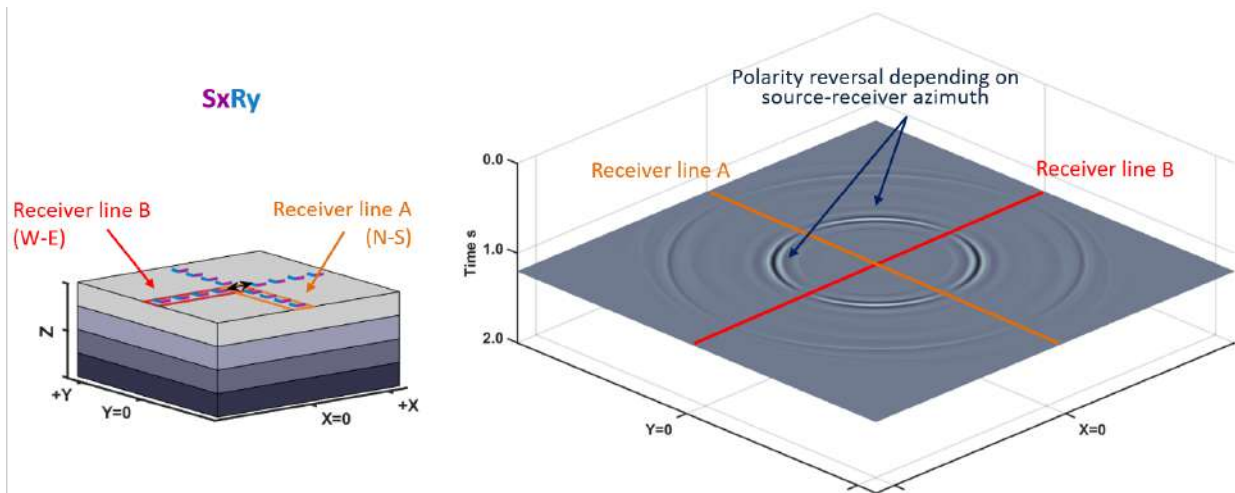 SxRy
Receiver line B
(W-E)
Receiver line A
(N-S)
Z
+Y
Y=0
X=0
+X
Polarity reversal depending on
source-receiver azimuth
Receiver line A
Receiver line B
0.0
1.0
2.0
Time s
Y=0
X=0